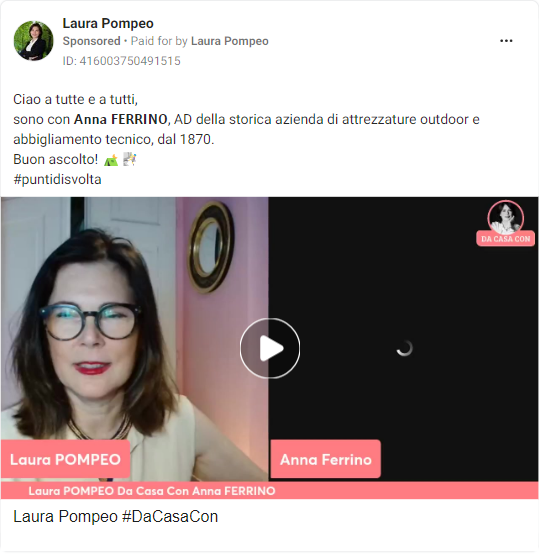 Laura Pompeo
Sponsored • Paid for by Laura Pompeo
ID: 416003750491515
Ciao a tutte e a tutti,
sono con Anna FERRINO, AD della storica azienda di attrezzature outdoor e
abbigliamento tecnico, dal 1870.
Buon ascolto! 🏕️ 🧗
#puntidisvolta
DA CASA CON
Laura POMPEO
Anna Ferrino
Laura POMPEO Da Casa Con Anna FERRINO
Laura Pompeo #DaCasaCon